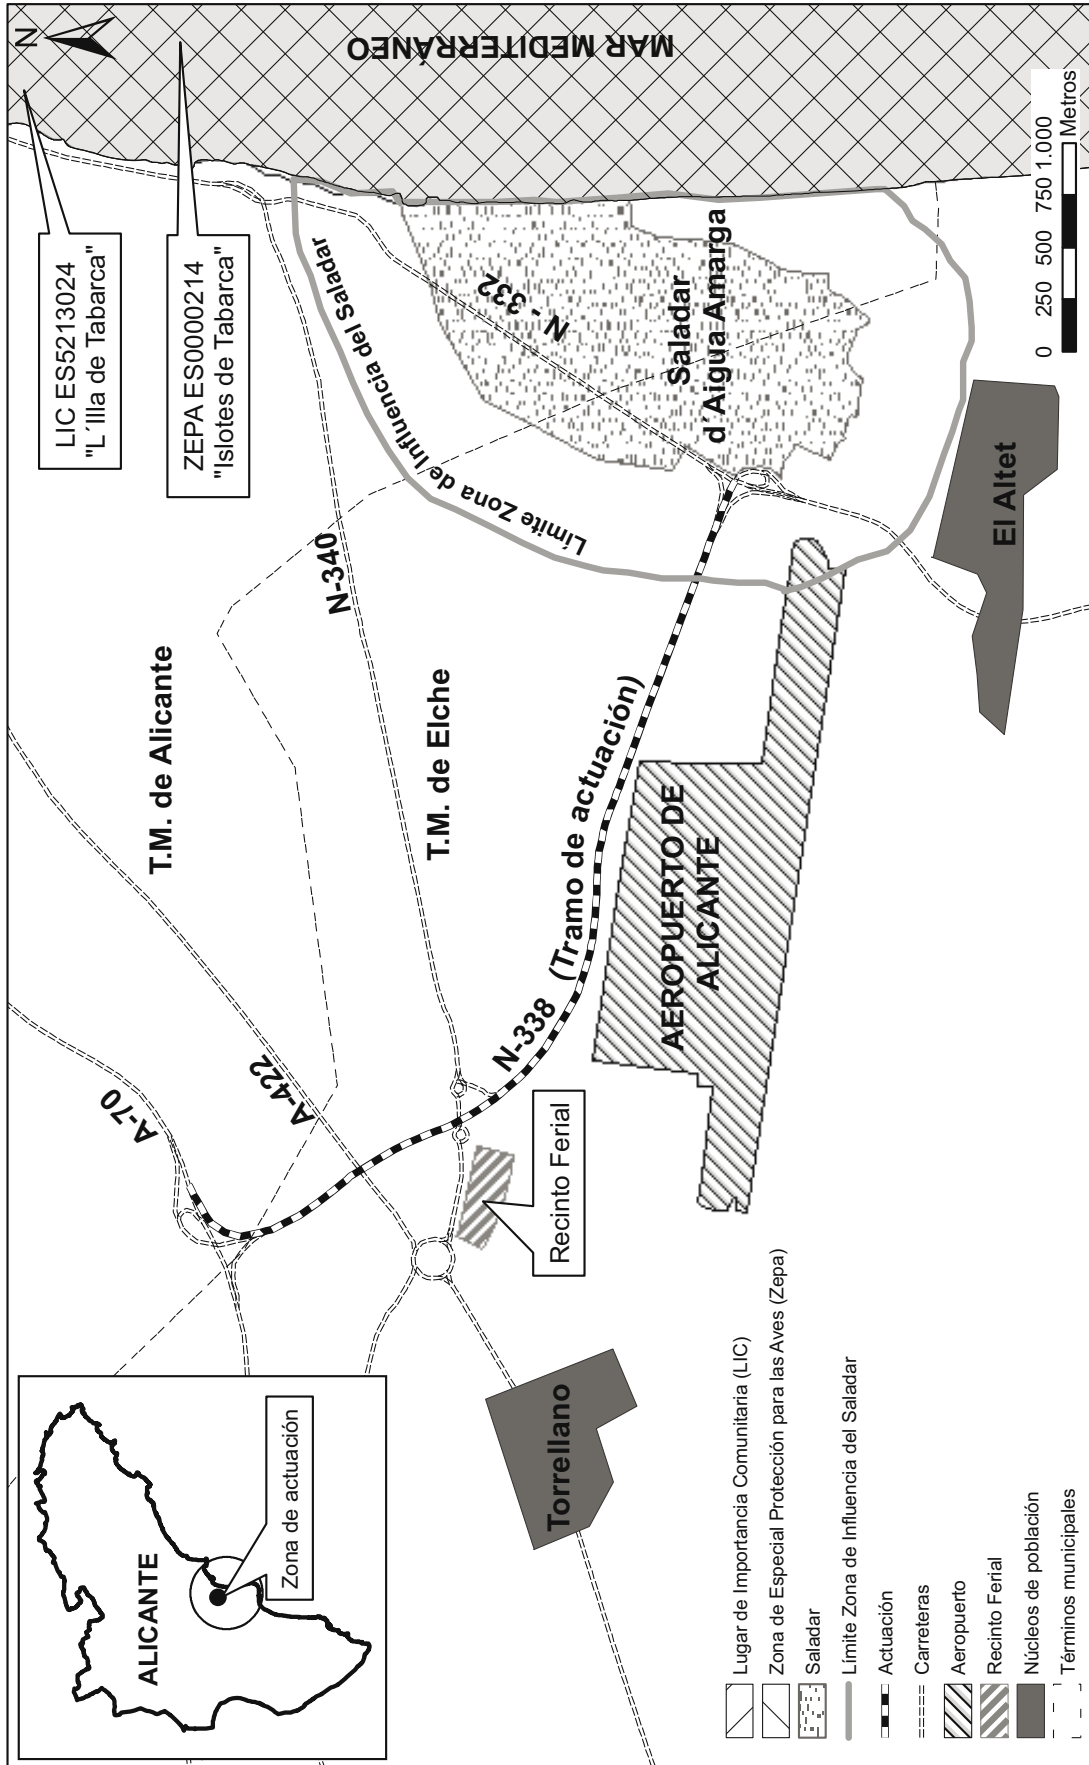 N
LIC ES5213024
"L´Illa de Tabarca"
ZEPA ES0000214
"Islotes de Tabarca"
MAR MEDITERRÁNEO
T.M. de Alicante
T.M. de Elche
A-70
A-422
N-340
N - 332
N-338 (Tramo de actuación)
Límite Zona de Influencia del Saladar
Saladar
d´Aigua Amarga
AEROPUERTO DE
ALICANTE
El Altet
Torrellano
Recinto Ferial
ALICANTE
Zona de actuación
0 250 500 750 1.000
Metros
Lugar de Importancia Comunitaria (LIC)
Zona de Especial Protección para las Aves (Zepa)
Saladar
Límite Zona de Influencia del Saladar
Actuación
Carreteras
Aeropuerto
Recinto Ferial
Núcleos de población
Términos municipales